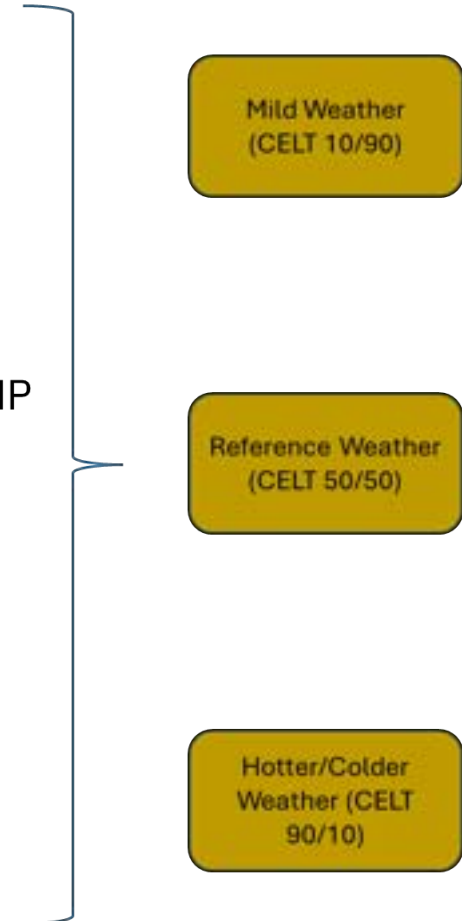 Mild Weather
(CELT 10/90)
IP
Reference Weather
(CELT 50/50)
Hotter/Colder
Weather (CELT
90/10)